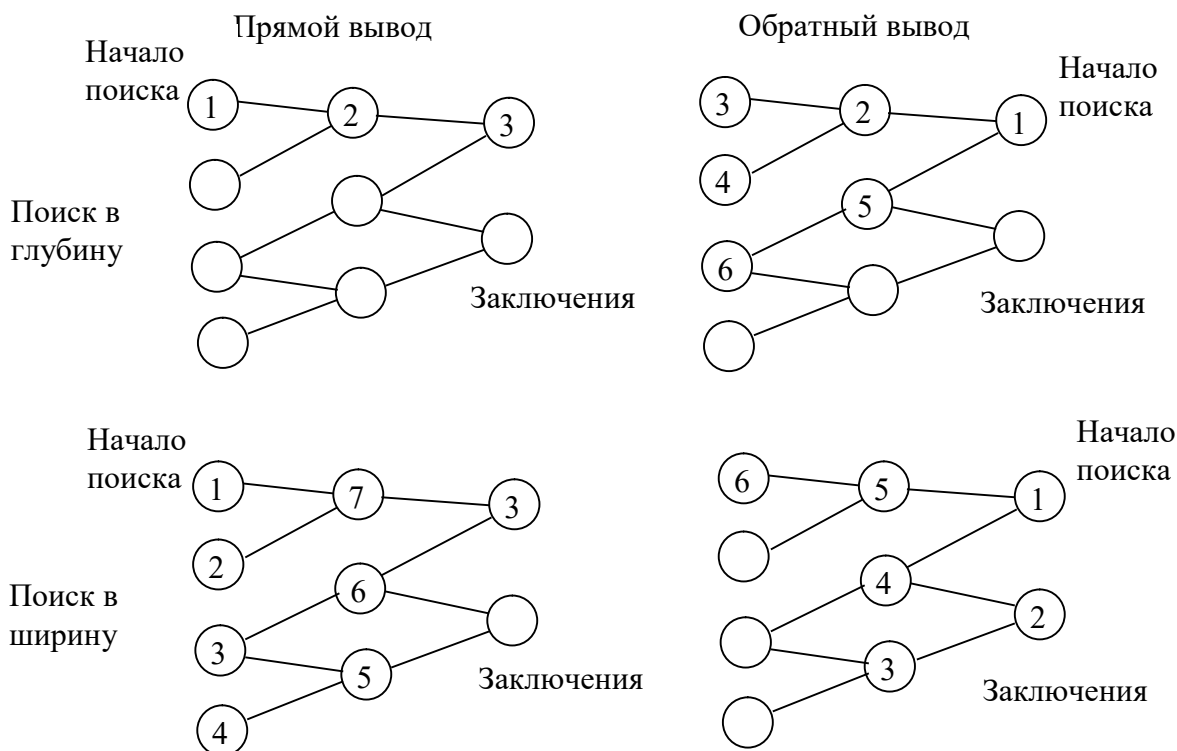 Прямой вывод
Обратный вывод
Начало
поиска
1
2
3
Поиск в
глубину
Заключения
Начало
поиска
3
2
1
4
5
6
Заключения
Начало
поиска
1
7
3
2
6
Поиск в
ширину
3
5
4
Заключения
Начало
поиска
6
5
1
4
2
3
Заключения